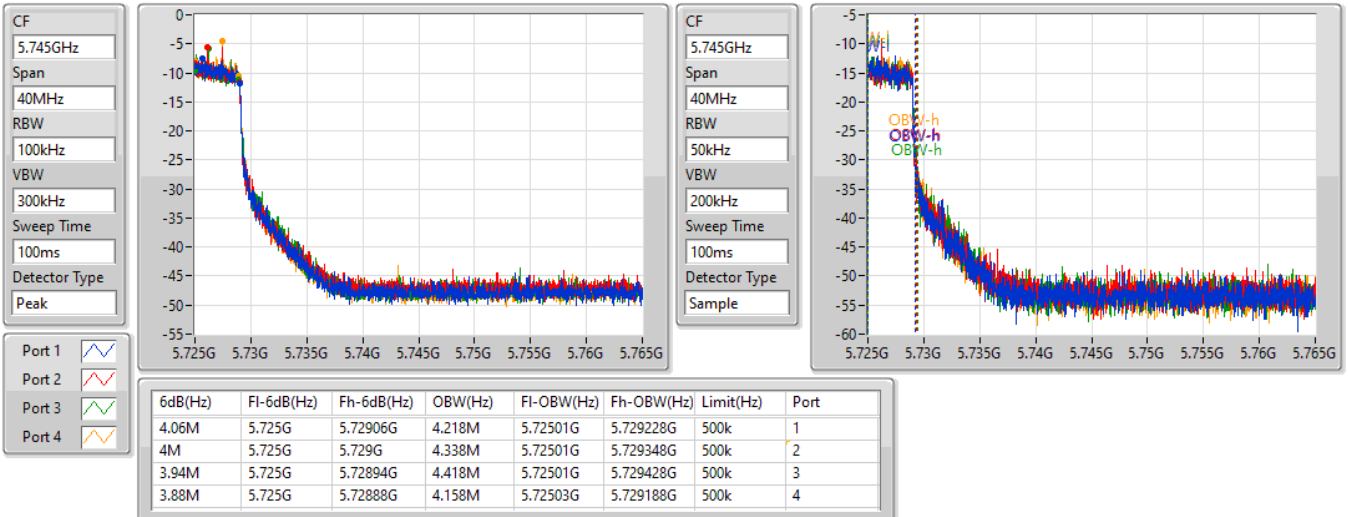 CF
5.745GHz
Span
40MHz
RBW
100kHz
VBW
300kHz
Sweep Time
100ms
Detector Type
Peak
0
-5
-10
-15
-20
-25
-30
-35
-40
-45
-50
-55
5.725G 5.73G 5.735G 5.74G 5.745G 5.75G 5.755G 5.76G 5.765G
CF
5.745GHz
Span
40MHz
RBW
50kHz
VBW
200kHz
Sweep Time
100ms
Detector Type
Sample
-5
-10
-15
-20
-25
-30
-35
-40
-45
-50
-55
-60
OBW-h
OBW-h
OBW-h
5.725G 5.73G 5.735G 5.74G 5.745G 5.75G 5.755G 5.76G 5.765G
Port 1
Port 2
Port 3
Port 4
6dB(Hz) Fl-6dB(Hz) Fh-6dB(Hz) OBW(Hz) Fl-OBW(Hz) Fh-OBW(Hz) Limit(Hz) Port
4.06M 5.725G 5.72906G 4.218M 5.72501G 5.729228G 500k 1
4M 5.725G 5.729G 4.338M 5.72501G 5.729348G 500k 2
3.94M 5.725G 5.72894G 4.418M 5.72501G 5.729428G 500k 3
3.88M 5.725G 5.72888G 4.158M 5.72503G 5.729188G 500k 4